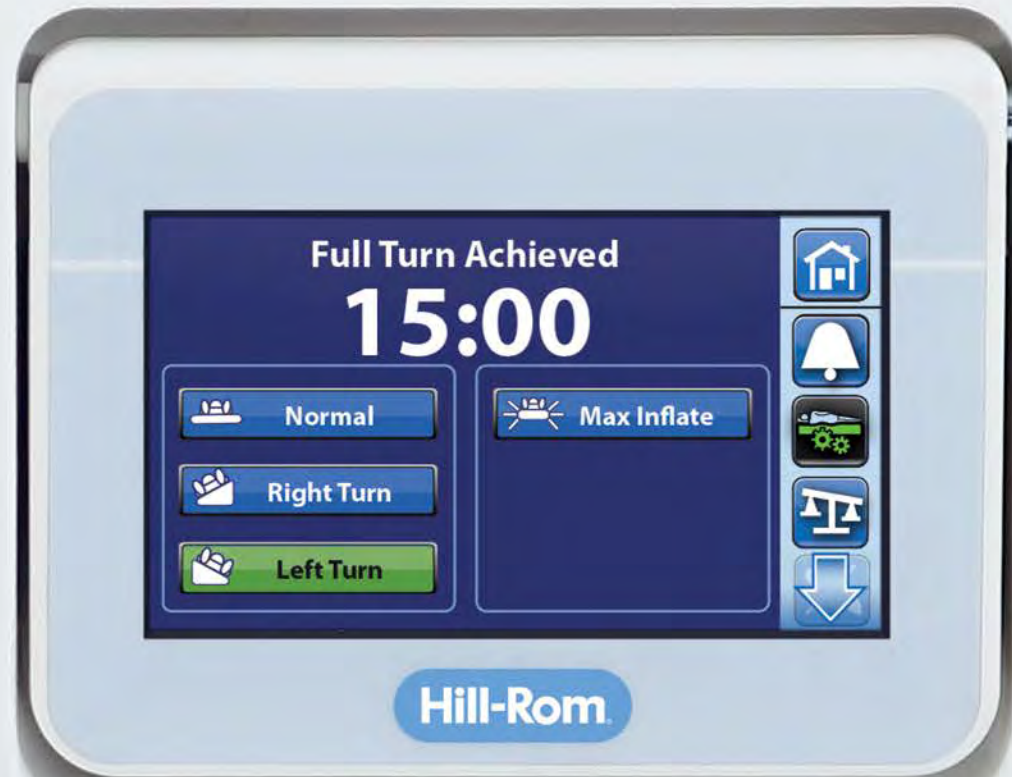 Full Turn Achieved
15:00
Normal
Max Inflate
Right Turn
Left Turn
Hill-Rom